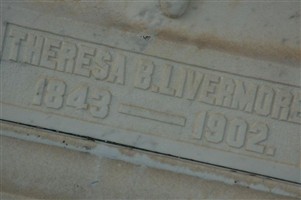 THERESA B. LIVERMORE
1843 — 1902.